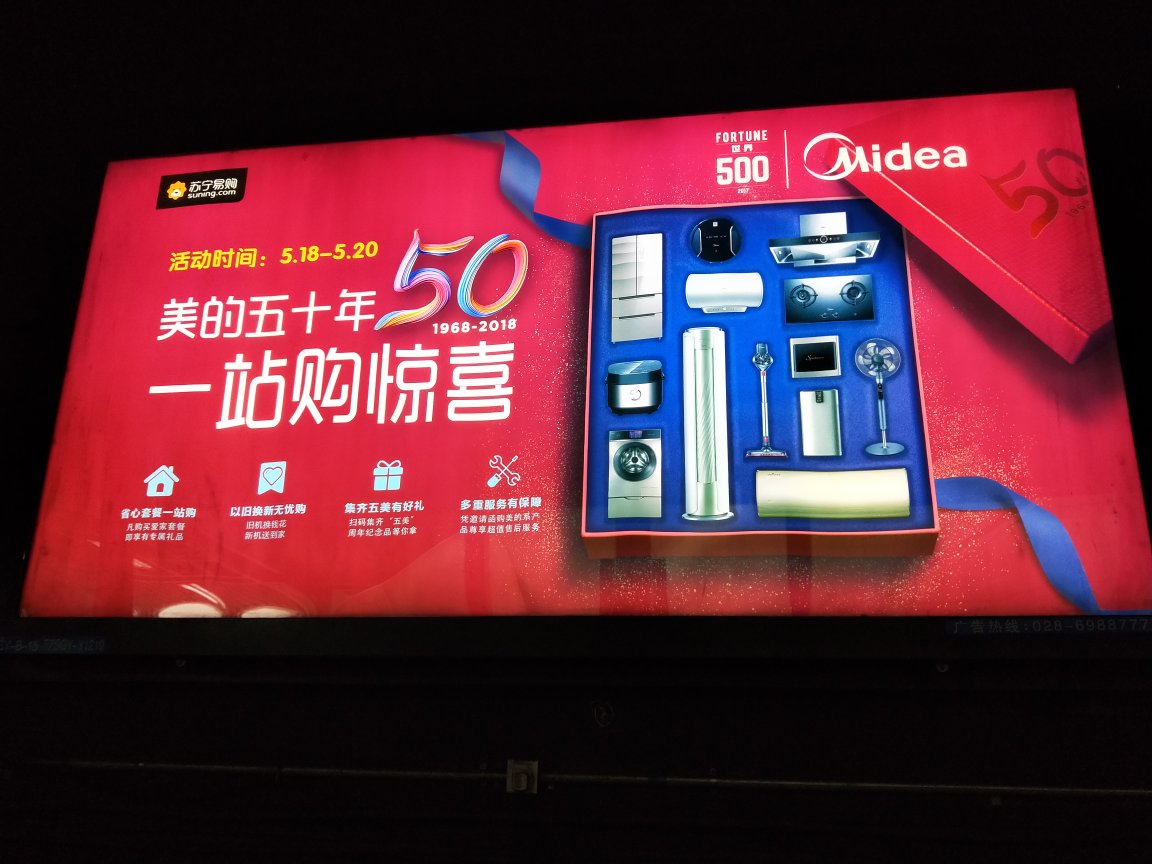 苏宁易购
suning.com
FORTUNE
世界
500
2017
Midea
50
活动时间：5.18-5.20
美的五十年 50
1968-2018
一站购惊喜
省心套餐一站购
凡购买爱家套餐
即享有专属礼品
以旧换新无优购
旧机换钱花
新机送到家
集齐五美有好礼
扫码集齐“五美”
周年纪念品等你拿
多重服务有保障
凭邀请函购美的系产
品尊享超值售后服务
广告热线:028-6988777